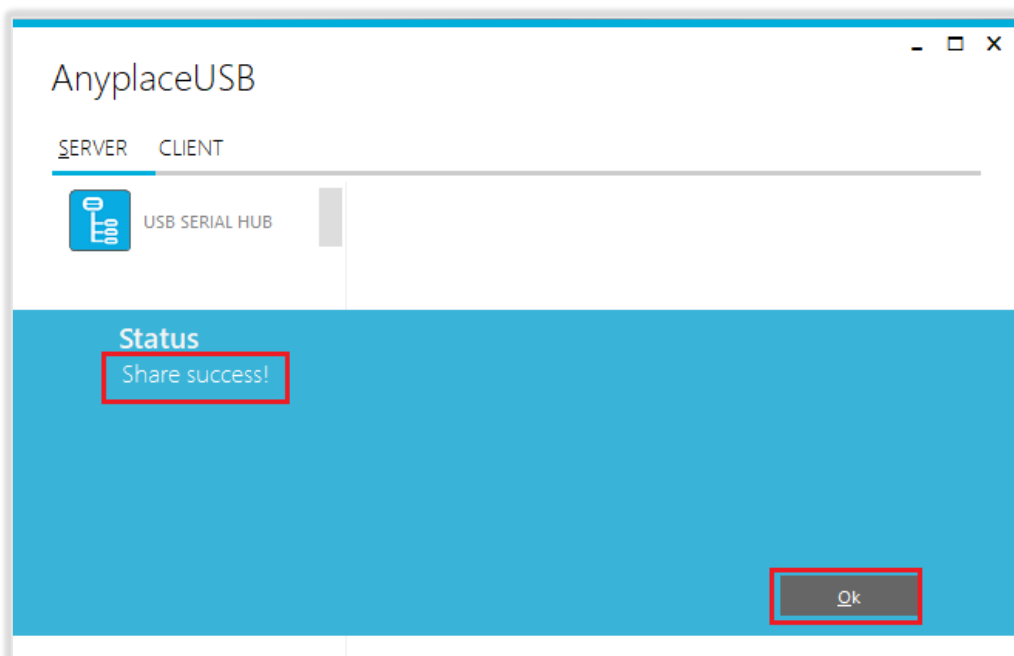 AnyplaceUSB
SERVER CLIENT
USB SERIAL HUB
Status
Share success!
Ok